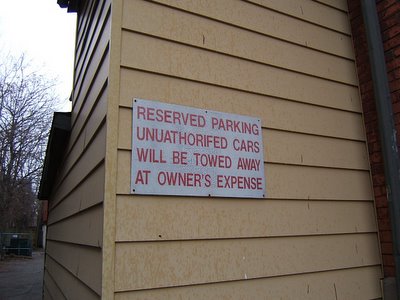 RESERVED PARKING
UNUATHORIFED CARS
WILL BE TOWED AWAY
AT OWNER'S EXPENSE